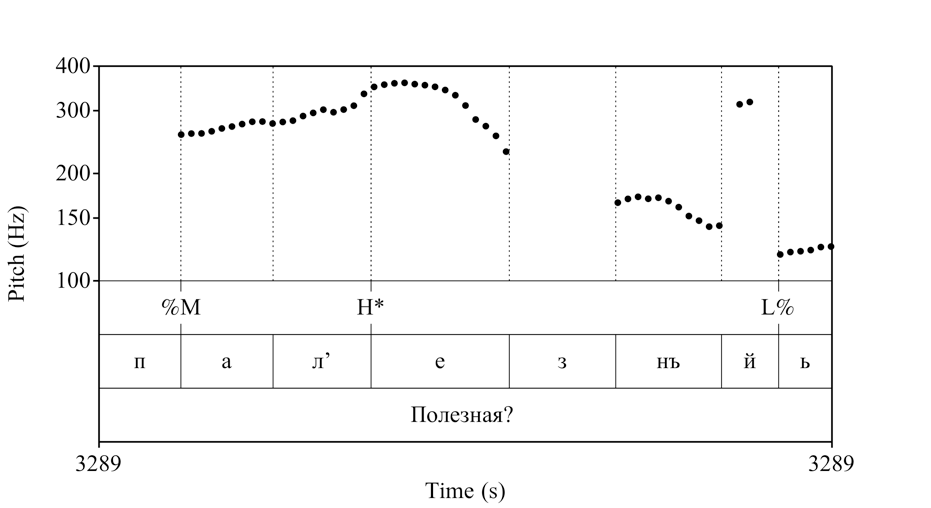 400
300
200
150
100
Pitch (Hz)
%M H* L%
п а л’ е з нъ й ь
Полезная?
3289 3289
Time (s)